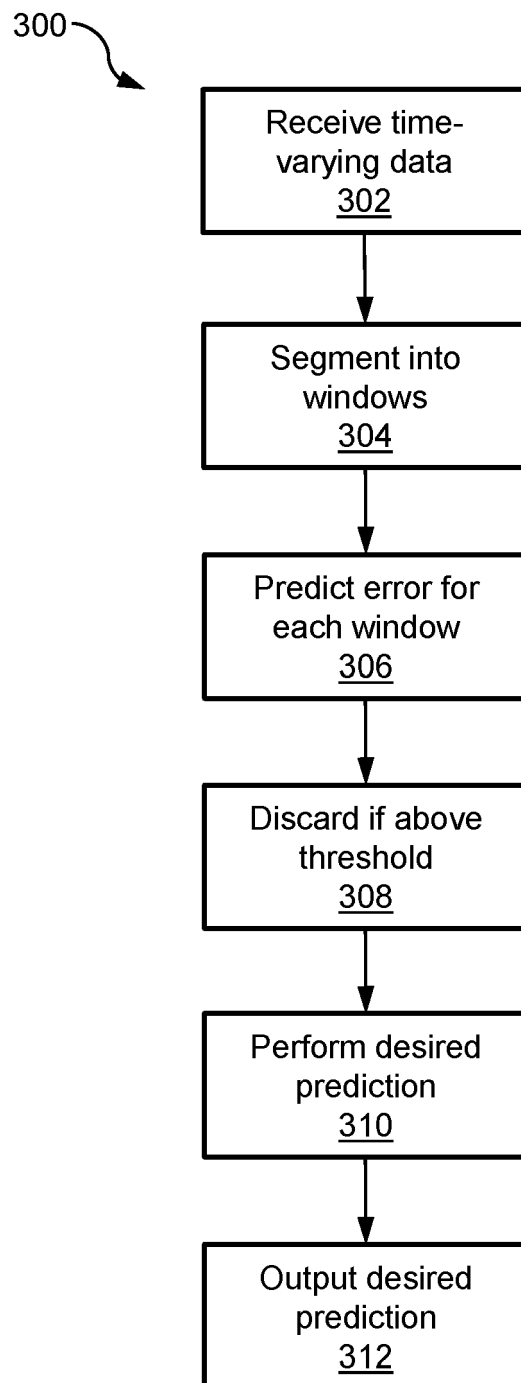 300
Receive time-
varying data
302
Segment into
windows
304
Predict error for
each window
306
Discard if above
threshold
308
Perform desired
prediction
310
Output desired
prediction
312